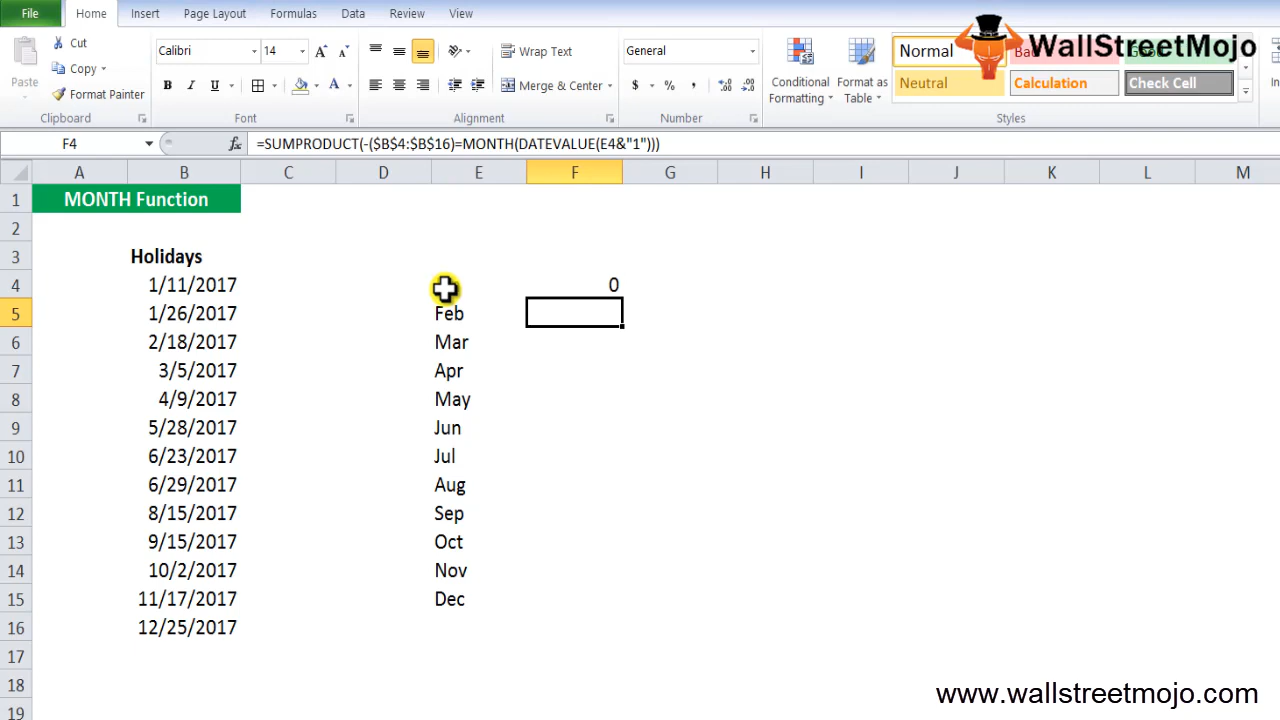 File Home Insert Page Layout Formulas Data Review View
WallStreetMojo
Paste
Cut
Copy
Format Painter
Calibri 14
B I U A
Wrap Text
Merge & Center
General
$ % ,
Conditional Formatting
Format as Table
Normal Bad
Neutral Calculation Check Cell
Clipboard Font Alignment Number Styles
F4 fx =SUMPRODUCT(-($B$4:$B$16)=MONTH(DATEVALUE(E4&"1")))
A B C D E F G H I J K L M
1 MONTH Function
2
3 Holidays
4 1/11/2017 0
5 1/26/2017 Feb
6 2/18/2017 Mar
7 3/5/2017 Apr
8 4/9/2017 May
9 5/28/2017 Jun
10 6/23/2017 Jul
11 6/29/2017 Aug
12 8/15/2017 Sep
13 9/15/2017 Oct
14 10/2/2017 Nov
15 11/17/2017 Dec
16 12/25/2017
17
18
19
www.wallstreetmojo.com